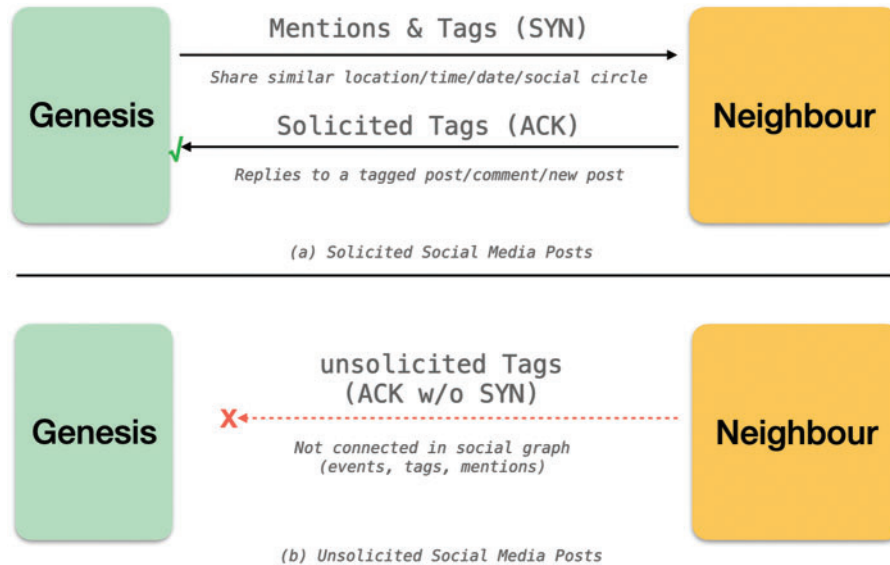 Mentions & Tags (SYN)
Share similar location/time/date/social circle
Genesis
Neighbour
Solicited Tags (ACK)
Replies to a tagged post/comment/new post
(a) Solicited Social Media Posts
unsolicited Tags
(ACK w/o SYN)
Genesis
X
Neighbour
Not connected in social graph
(events, tags, mentions)
(b) Unsolicited Social Media Posts